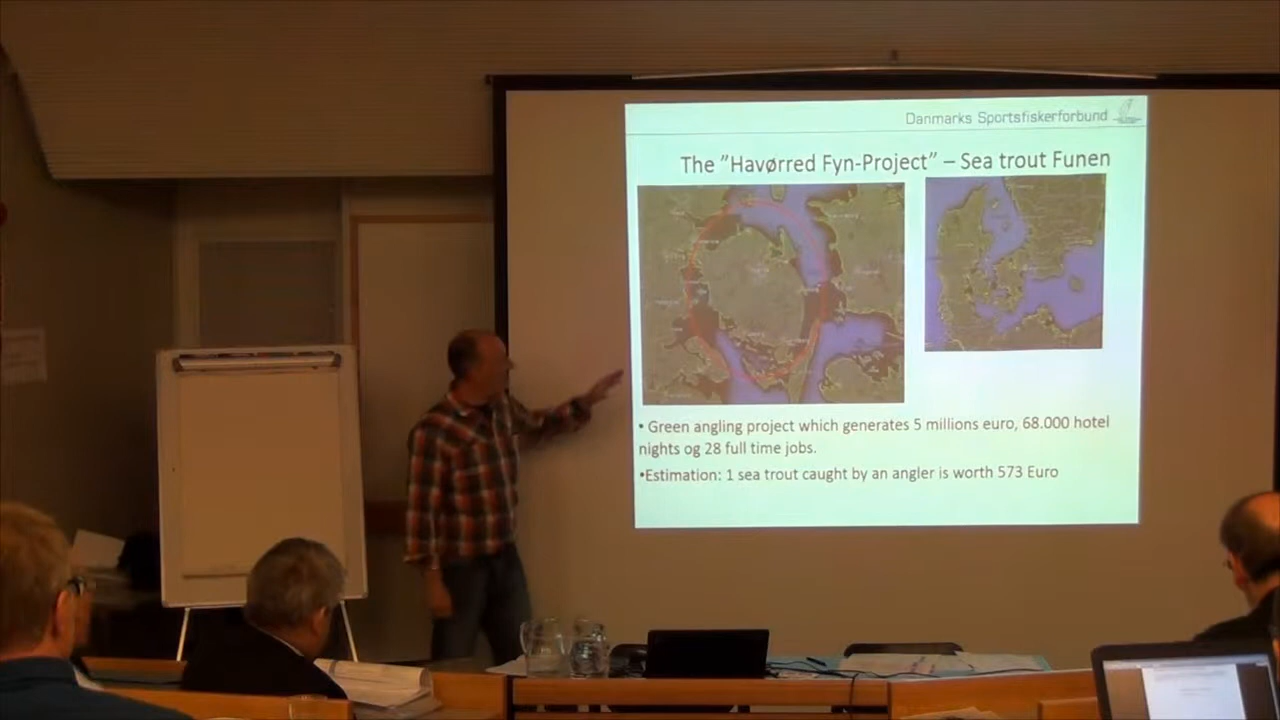 Danmarks Sportsfiskerforbund
The "Havørred Fyn-Project" – Sea trout Funen
• Green angling project which generates 5 millions euro, 68.000 hotel
nights og 28 full time jobs.
•Estimation: 1 sea trout caught by an angler is worth 573 Euro